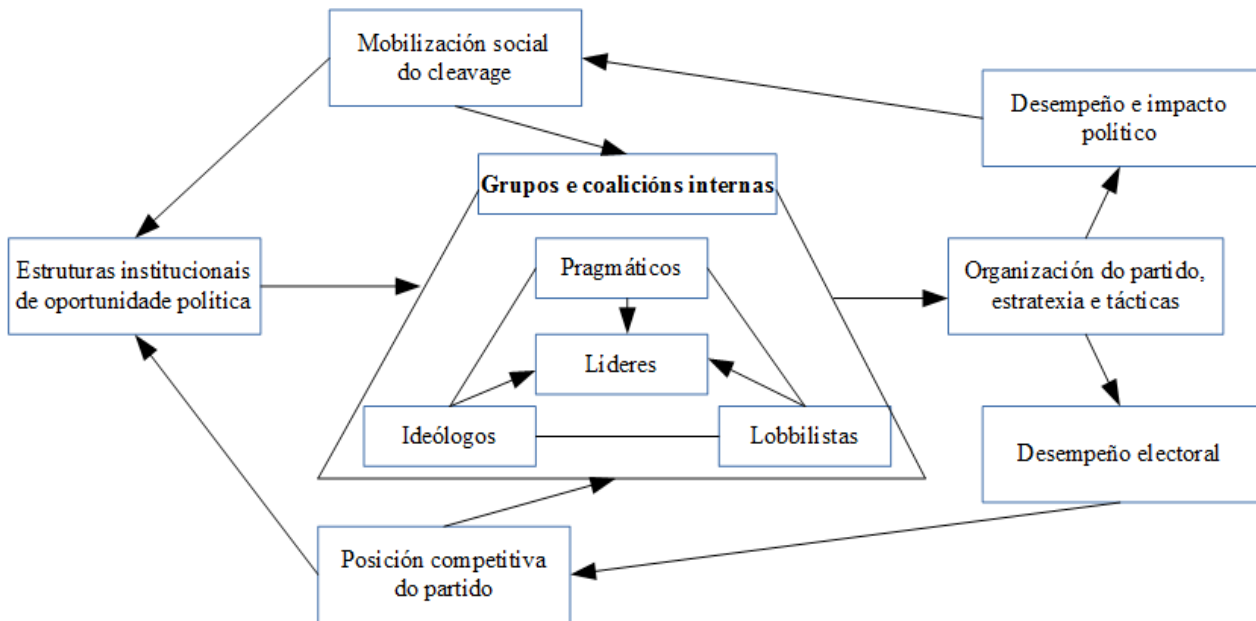 Mobilización social
do cleavage
Desempeño e impacto
político
Grupos e coalicións internas
Estruturas institucionais
de oportunidade política
Pragmáticos
Organización do partido,
estratexia e tácticas
Líderes
Ideólogos
Lobbilistas
Desempeño electoral
Posición competitiva
do partido